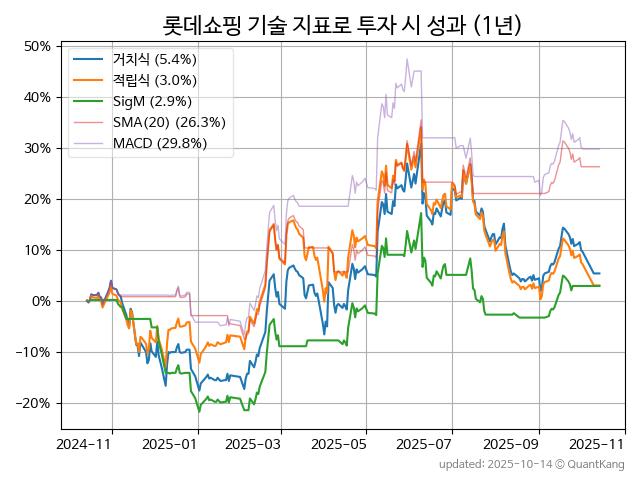 롯데쇼핑 기술 지표로 투자 시 성과 (1년)
50%
40%
30%
20%
10%
0%
−10%
−20%
거치식 (5.4%)
적립식 (3.0%)
SigM (2.9%)
SMA(20) (26.3%)
MACD (29.8%)
2024-11
2025-01
2025-03
2025-05
2025-07
2025-09
2025-11
updated: 2025-10-14 © QuantKang